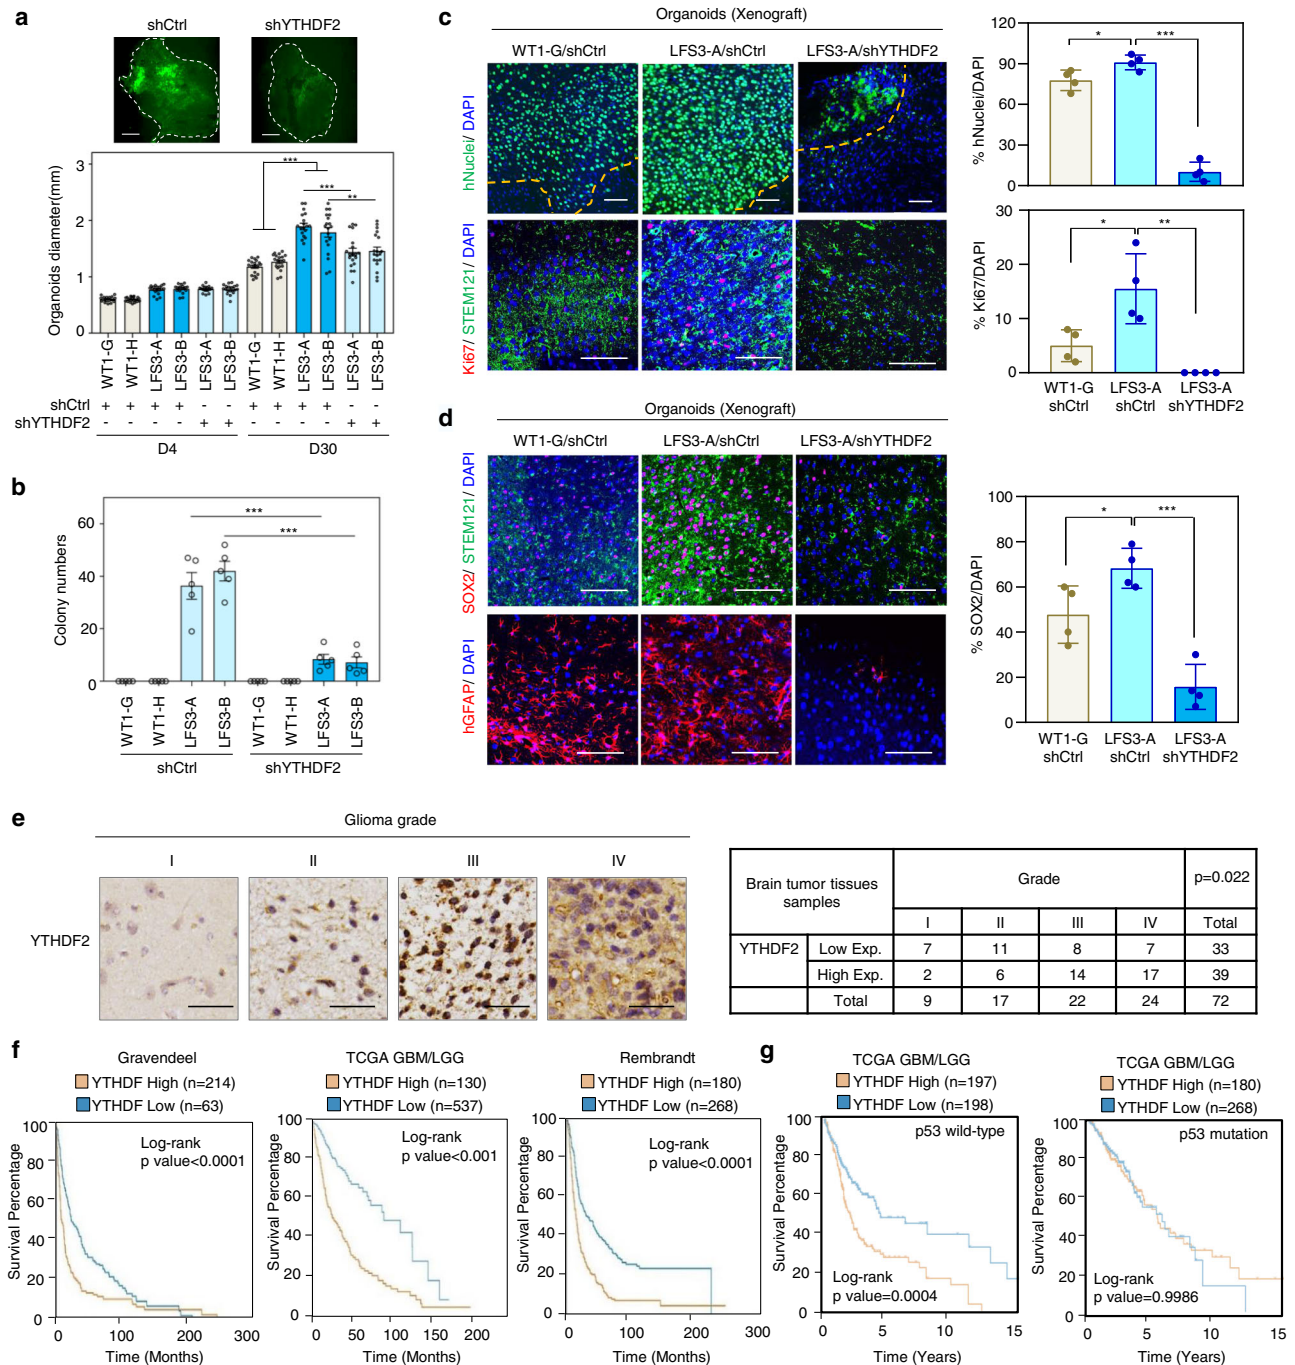 a
shCtrl
shYTHDF2
Organoids diameter(mm)
3
2
1
0
WT1-G
WT1-H
LFS3-A
LFS3-B
LFS3-A
LFS3-B
WT1-G
WT1-H
LFS3-A
LFS3-B
LFS3-A
LFS3-B
***
***
**
shCtrl + + + + - - + + + + - -
shYTHDF2 - - - - + + - - - - + +
D4
D30
b
Colony numbers
60
40
20
0
***
***
WT1-G
WT1-H
LFS3-A
LFS3-B
WT1-G
WT1-H
LFS3-A
LFS3-B
shCtrl
shYTHDF2
c
Organoids (Xenograft)
WT1-G/shCtrl
LFS3-A/shCtrl
LFS3-A/shYTHDF2
hNuclei/ DAPI
Ki67/ STEM121/ DAPI
% hNuclei/DAPI
120
90
60
30
0
*
***
% Ki67/DAPI
30
20
10
0
*
**
WT1-G
shCtrl
LFS3-A
shCtrl
LFS3-A
shYTHDF2
d
Organoids (Xenograft)
WT1-G/shCtrl
LFS3-A/shCtrl
LFS3-A/shYTHDF2
SOX2/ STEM121/ DAPI
hGFAP/ DAPI
% SOX2/DAPI
100
80
60
40
20
0
*
***
WT1-G
shCtrl
LFS3-A
shCtrl
LFS3-A
shYTHDF2
e
Glioma grade
I
II
III
IV
YTHDF2
Brain tumor tissues samples
Grade
p=0.022
I II III IV Total
YTHDF2 Low Exp. 7 11 8 7 33
High Exp. 2 6 14 17 39
Total 9 17 22 24 72
f
Gravendeel
YTHDF High (n=214)
YTHDF Low (n=63)
Log-rank
p value<0.0001
Survival Percentage
100
80
60
40
20
0
0 100 200 300
Time (Months)
TCGA GBM/LGG
YTHDF High (n=130)
YTHDF Low (n=537)
Log-rank
p value<0.001
Survival Percentage
100
80
60
40
20
0
0 50 100 150 200
Time (Months)
Rembrandt
YTHDF High (n=180)
YTHDF Low (n=268)
Log-rank
p value<0.0001
Survival Percentage
100
80
60
40
20
0
0 100 200 300
Time (Months)
g
TCGA GBM/LGG
YTHDF High (n=197)
YTHDF Low (n=198)
p53 wild-type
Log-rank
p value=0.0004
Survival Percentage
100
80
60
40
20
0
0 5 10 15
Time (Years)
TCGA GBM/LGG
YTHDF High (n=180)
YTHDF Low (n=268)
p53 mutation
Log-rank
p value=0.9986
Survival Percentage
100
80
60
40
20
0
0 5 10 15
Time (Years)